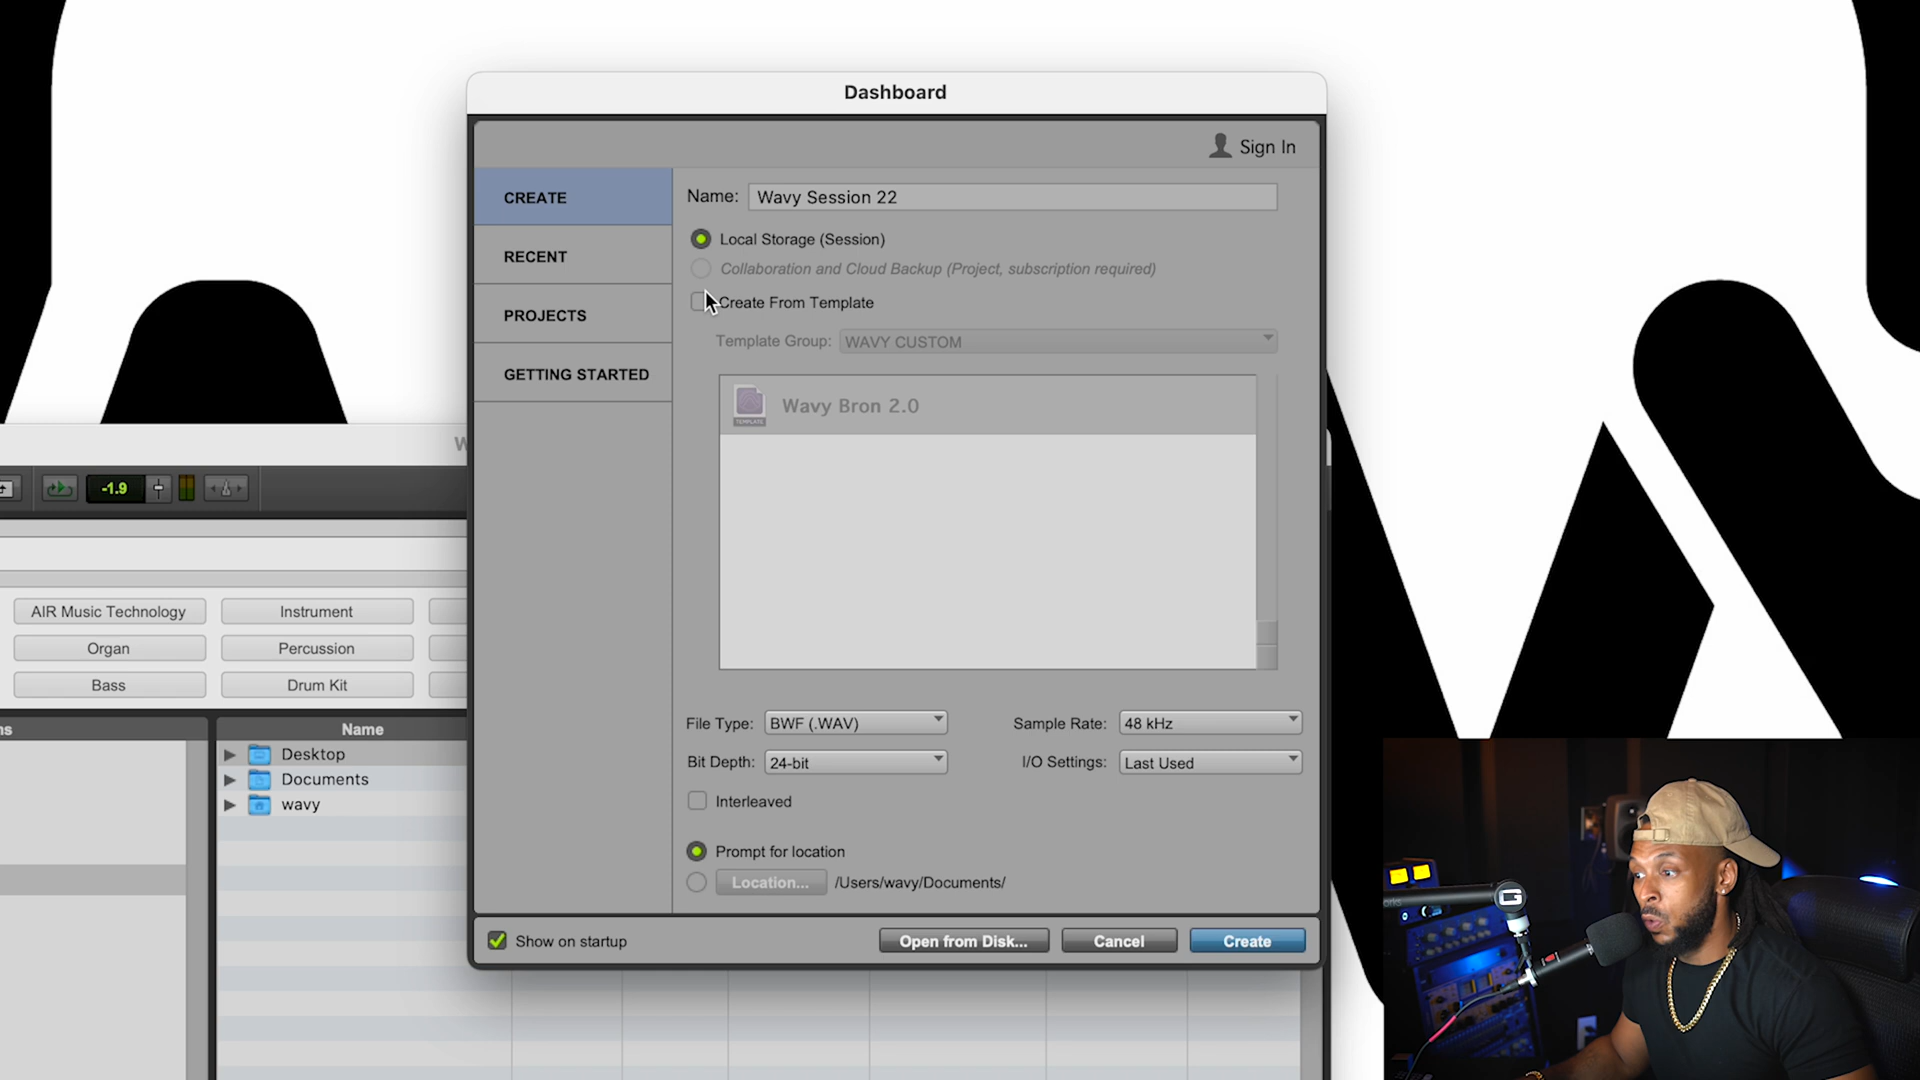 Dashboard
Sign In
CREATE
RECENT
PROJECTS
GETTING STARTED
Name: Wavy Session 22
Local Storage (Session)
Collaboration and Cloud Backup (Project, subscription required)
Create From Template
Template Group: WAVY CUSTOM
TEMPLATE
Wavy Bron 2.0
File Type: BWF (.WAV)
Sample Rate: 48 kHz
Bit Depth: 24-bit
I/O Settings: Last Used
Interleaved
Prompt for location
Location... /Users/wavy/Documents/
Show on startup
Open from Disk...
Cancel
Create
W
-1.9
AIR Music Technology
Instrument
Organ
Percussion
Bass
Drum Kit
Name
Desktop
Documents
wavy
G